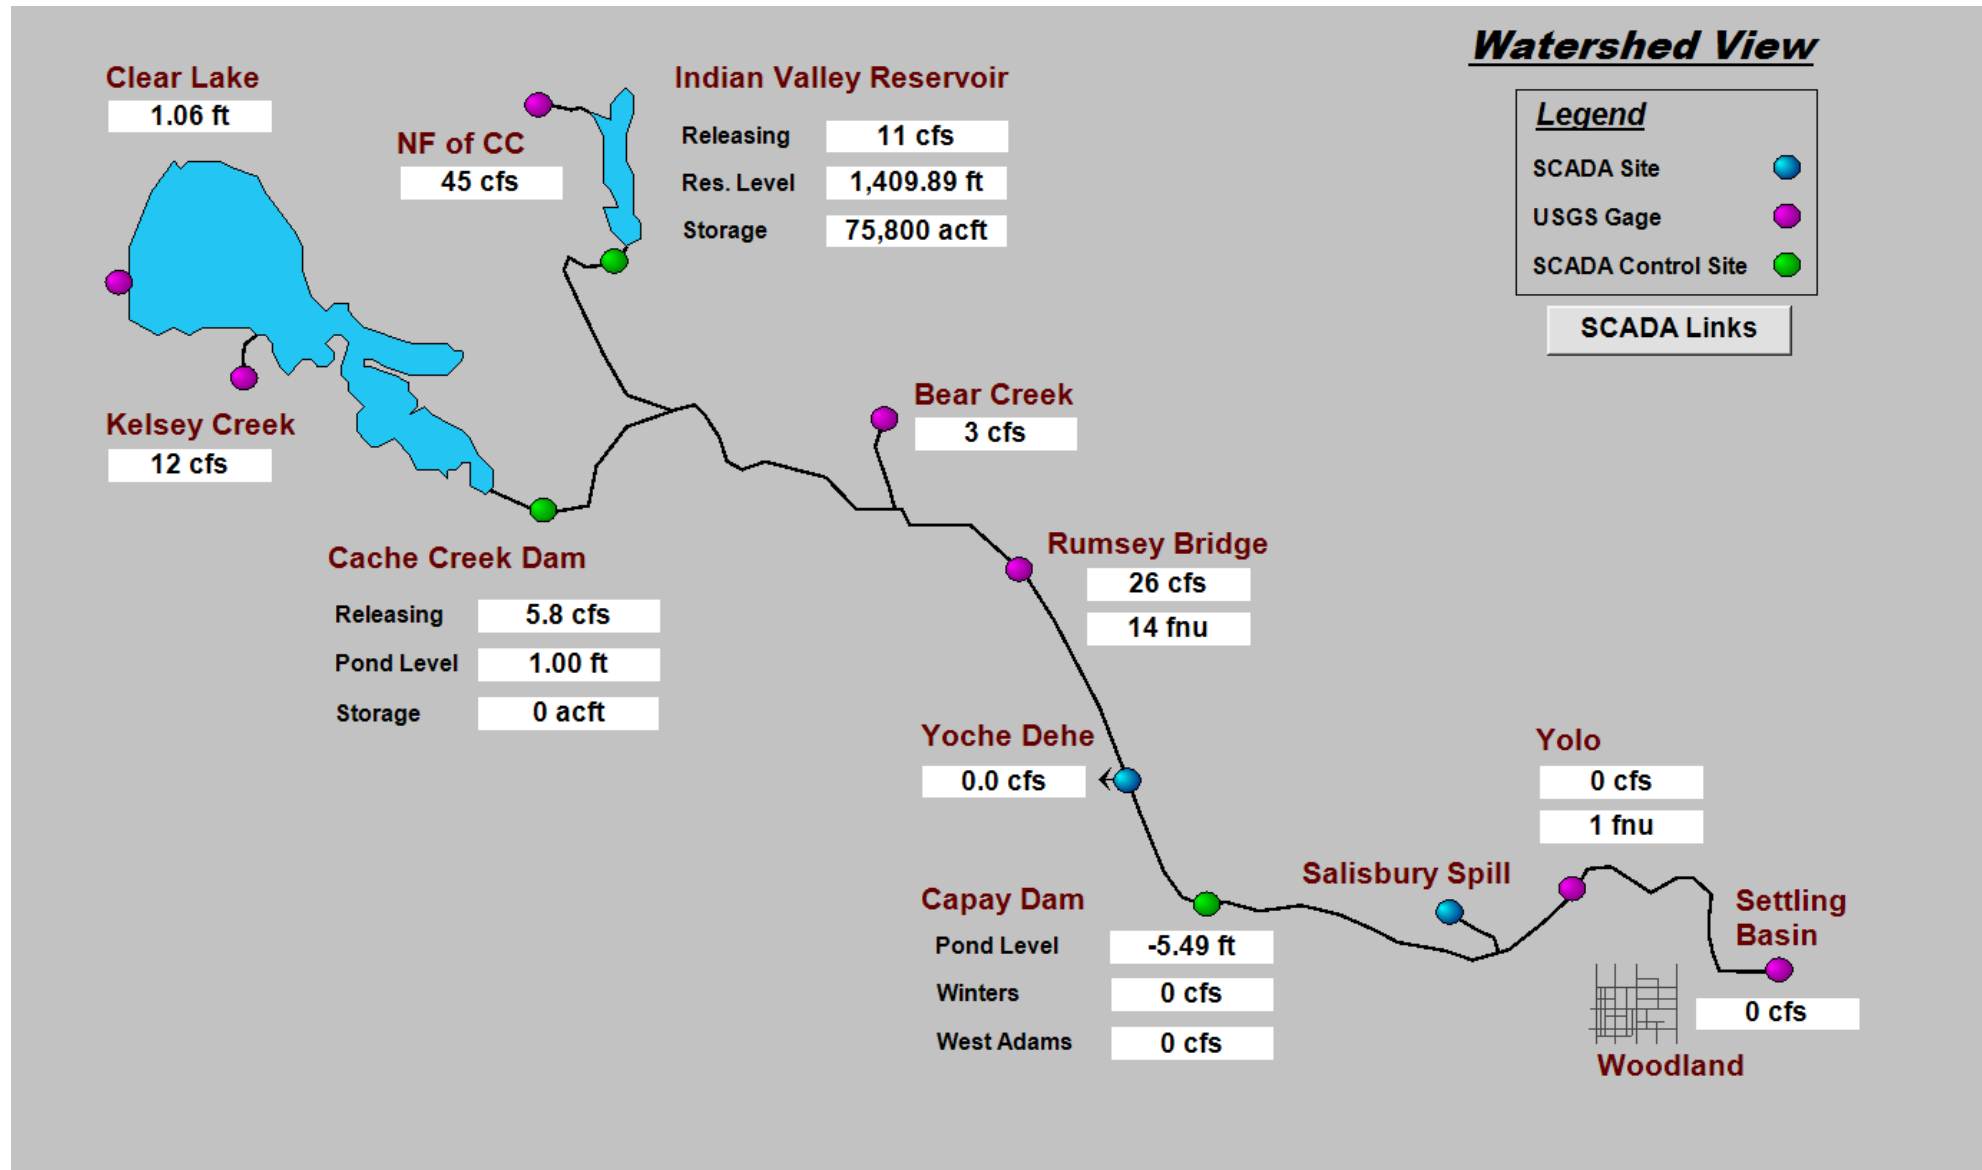 Watershed View
Clear Lake
1.06 ft
NF of CC
45 cfs
Indian Valley Reservoir
Releasing 11 cfs
Res. Level 1,409.89 ft
Storage 75,800 acft
Legend
SCADA Site
USGS Gage
SCADA Control Site
SCADA Links
Kelsey Creek
12 cfs
Bear Creek
3 cfs
Cache Creek Dam
Releasing 5.8 cfs
Pond Level 1.00 ft
Storage 0 acft
Rumsey Bridge
26 cfs
14 fnu
Yoche Dehe
0.0 cfs
Yolo
0 cfs
1 fnu
Capay Dam
Pond Level -5.49 ft
Winters 0 cfs
West Adams 0 cfs
Salisbury Spill
Settling
Basin
0 cfs
Woodland